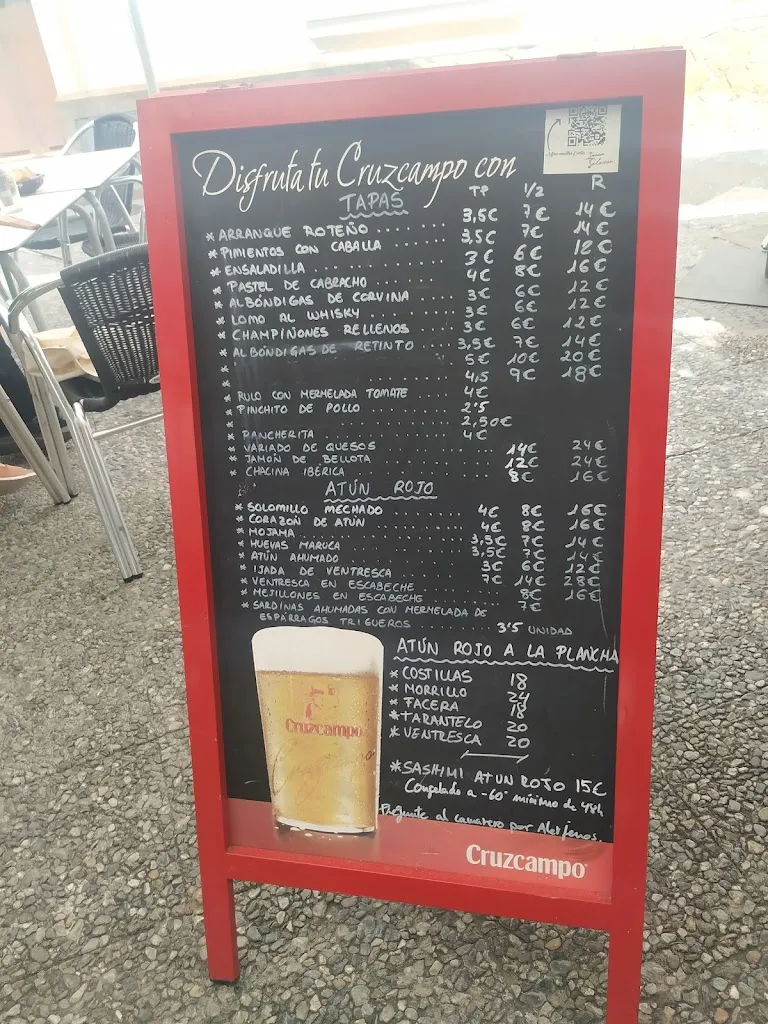 Disfruta tu Cruzcampo con
TAPAS TP 1/2 R
* ARRANQUE ROTEÑO ........ 3,5€ 7€ 14€
* PIMIENTOS CON CABALLA ...... 3,5€ 7€ 14€
* ENSALADILLA ........ 3€ 6€ 12€
* PASTEL DE CABRACHO ...... 4€ 8€ 16€
* ALBÓNDIGAS DE CORVINA .... 3€ 6€ 12€
* LOMO AL WHISKY ........ 3€ 6€ 12€
* CHAMPIÑONES RELLENOS .... 3€ 6€ 12€
* ALBÓNDIGAS DE RETINTO .... 3,5€ 7€ 14€
* ........ 5€ 10€ 20€
* ........ 4,5 9€ 18€
* RULO CON MERMELADA TOMATE .... 4€
* PINCHITO DE POLLO ........ 2'5
* ........ 2,50€
* RANCHERITA ........ 4€
* VARIADO DE QUESOS ........ 14€ 24€
* JAMÓN DE BELLOTA ........ 12€ 24€
* CHACINA IBÉRICA ........ 8€ 16€
ATÚN ROJO
* SOLOMILLO MECHADO ........ 4€ 8€ 16€
* CORAZON DE ATÚN ........ 4€ 8€ 16€
* MOJAMA ........ 3,5€ 7€ 14€
* HUEVAS MARUCA ........ 3,5€ 7€ 14€
* ATÚN AHUMADO ........ 3€ 6€ 12€
* IJADA DE VENTRESCA ........ 7€ 14€ 28€
* VENTRESCA EN ESCABECHE ...... 8€ 16€
* MEJILLONES EN ESCABECHE ...... 7€
* SARDINAS AHUMADAS CON MERMELADA DE
ESPÁRRAGOS TRIGUEROS ........ 3'5 UNIDAD
ATÚN ROJO A LA PLANCHA
* COSTILLAS 18
* MORRILLO 24
* FACERA 18
* TARANTELO 20
* VENTRESCA 20
* SASHIMI ATUN ROJO 15€
Congelado a -60° mínimo de 48h
Pregunte al camarero por Alérgenos.
Cruzcampo
Cruzcampo